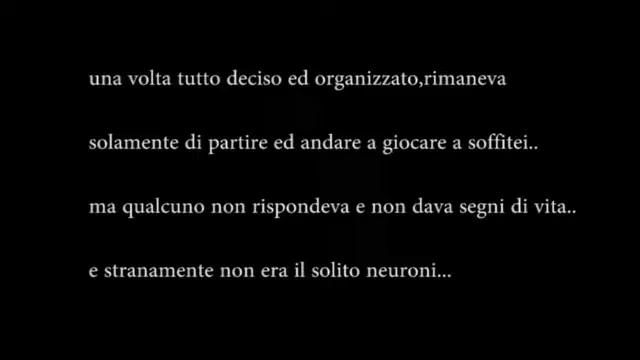 una volta tutto deciso ed organizzato,rimaneva
solamente di partire ed andare a giocare a soffitei..
ma qualcuno non rispondeva e non dava segni di vita..
e stranamente non era il solito neuroni...